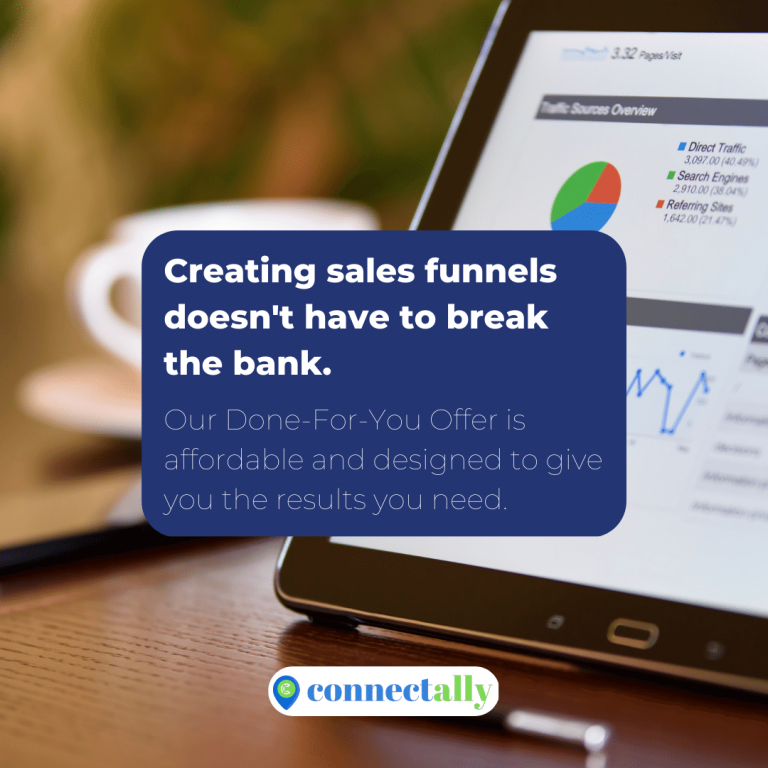 3.32 Pages/Visit
Traffic Sources Overview
Direct Traffic
3,097.00 (40.49%)
Search Engines
2,910.00 (38.04%)
Referring Sites
1,642.00 (21.47%)
Creating sales funnels
doesn't have to break
the bank.
Our Done-For-You Offer is
affordable and designed to give
you the results you need.
connectally